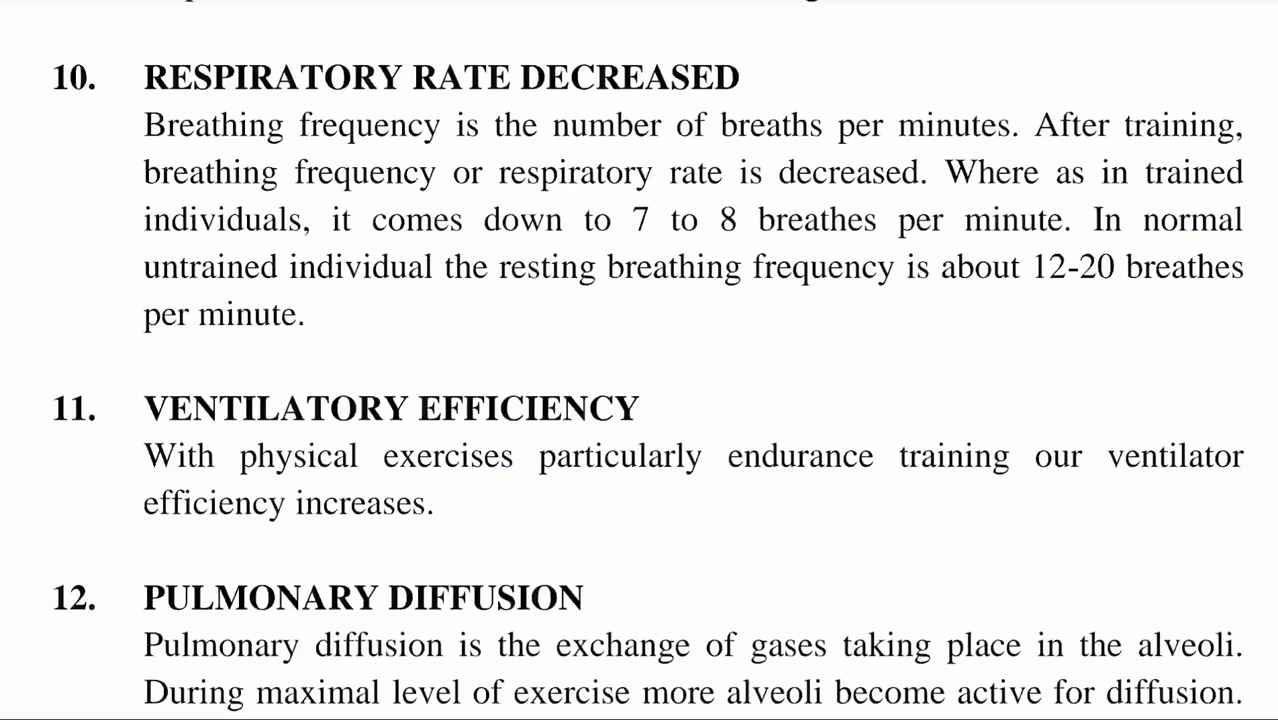 10. RESPIRATORY RATE DECREASED
Breathing frequency is the number of breaths per minutes. After training,
breathing frequency or respiratory rate is decreased. Where as in trained
individuals, it comes down to 7 to 8 breathes per minute. In normal
untrained individual the resting breathing frequency is about 12-20 breathes
per minute.
11. VENTILATORY EFFICIENCY
With physical exercises particularly endurance training our ventilator
efficiency increases.
12. PULMONARY DIFFUSION
Pulmonary diffusion is the exchange of gases taking place in the alveoli.
During maximal level of exercise more alveoli become active for diffusion.